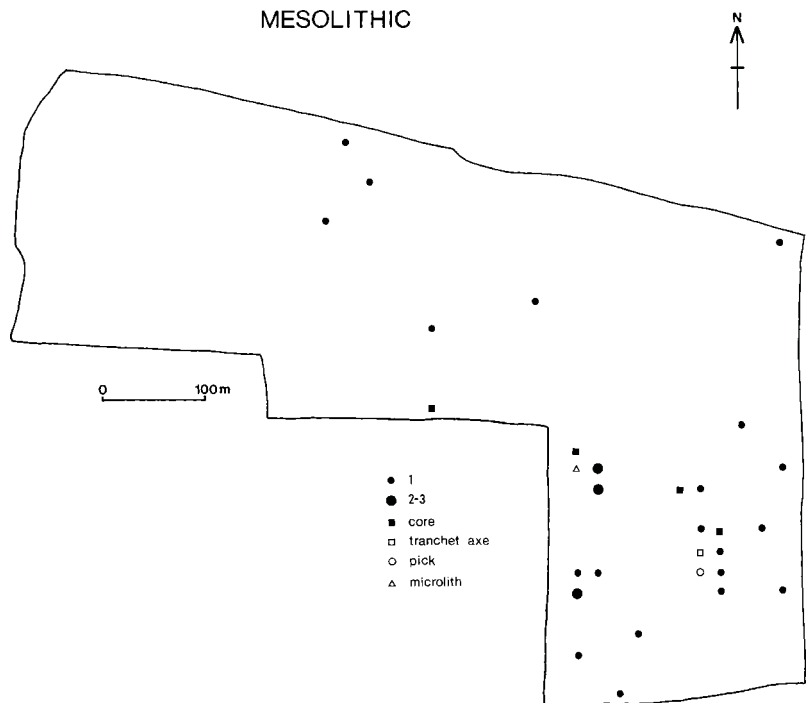 MESOLITHIC
N
0 100m
1
2-3
core
tranchet axe
pick
microlith